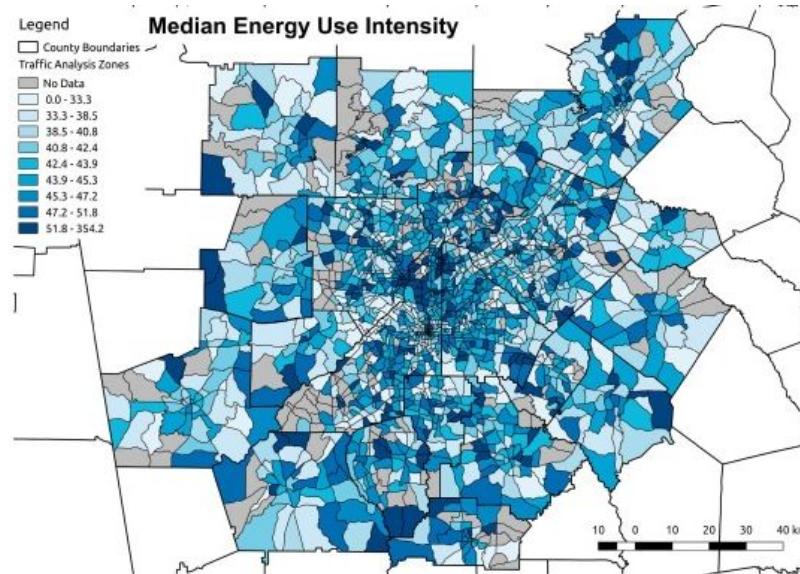 Median Energy Use Intensity
Legend
County Boundaries
Traffic Analysis Zones
No Data
0.0 - 33.3
33.3 - 38.5
38.5 - 40.8
40.8 - 42.4
42.4 - 43.9
43.9 - 45.3
45.3 - 47.2
47.2 - 51.8
51.8 - 354.2
10 0 10 20 30 40 km